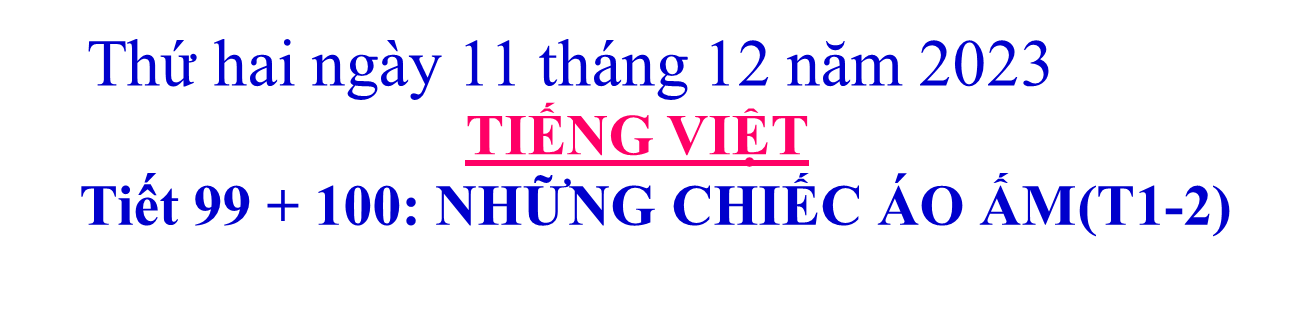 Thứ hai ngày 11 tháng 12 năm 2023
TIẾNG VIỆT
Tiết 99 + 100: NHỮNG CHIẾC ÁO ẤM(T1-2)